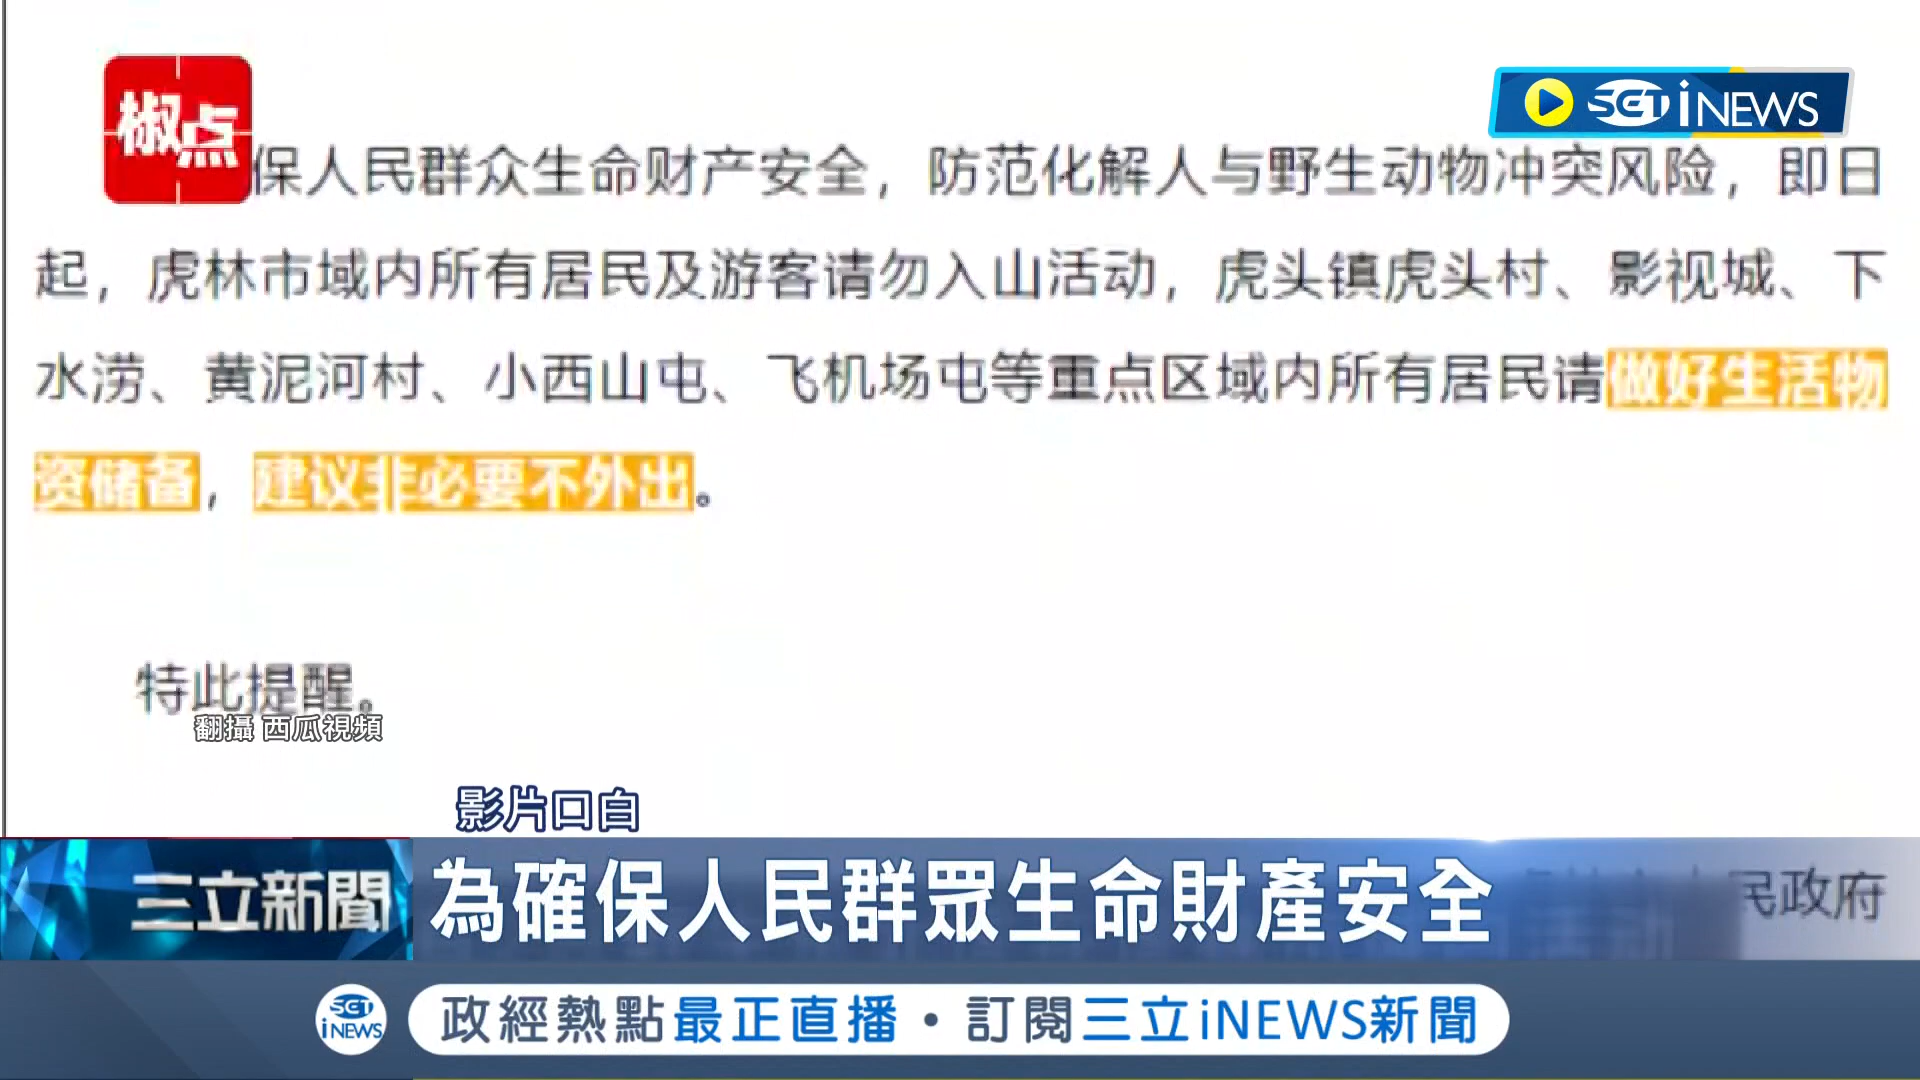 椒点
SET iNEWS
保人民群众生命财产安全，防范化解人与野生动物冲突风险，即日
起，虎林市域内所有居民及游客请勿入山活动，虎头镇虎头村、影视城、下
水涝、黄泥河村、小西山屯、飞机场屯等重点区域内所有居民请做好生活物
资储备，建议非必要不外出。
特此提醒。
翻攝 西瓜視頻
影片口白
三立新聞
為確保人民群眾生命財產安全
民政府
SET iNEWS
政經熱點最正直播・訂閱三立iNEWS新聞